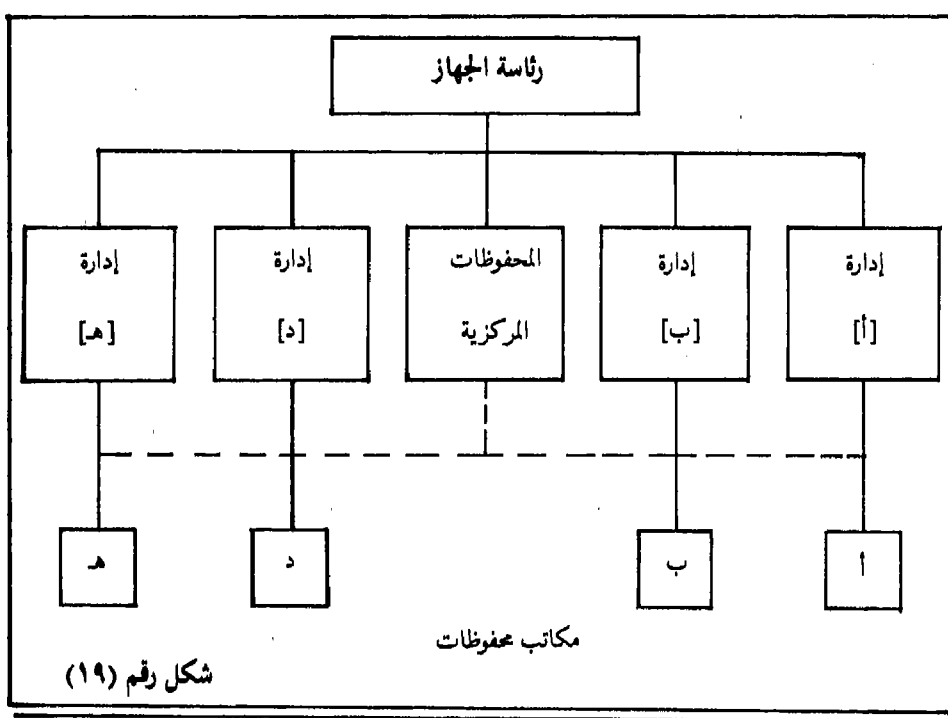 رئاسة الجهاز
إدارة
[أ]
إدارة
[ب]
المحفوظات
المركزية
إدارة
[د]
إدارة
[هـ]
أ
ب
د
هـ
مكاتب محفوظات
شكل رقم (١٩)